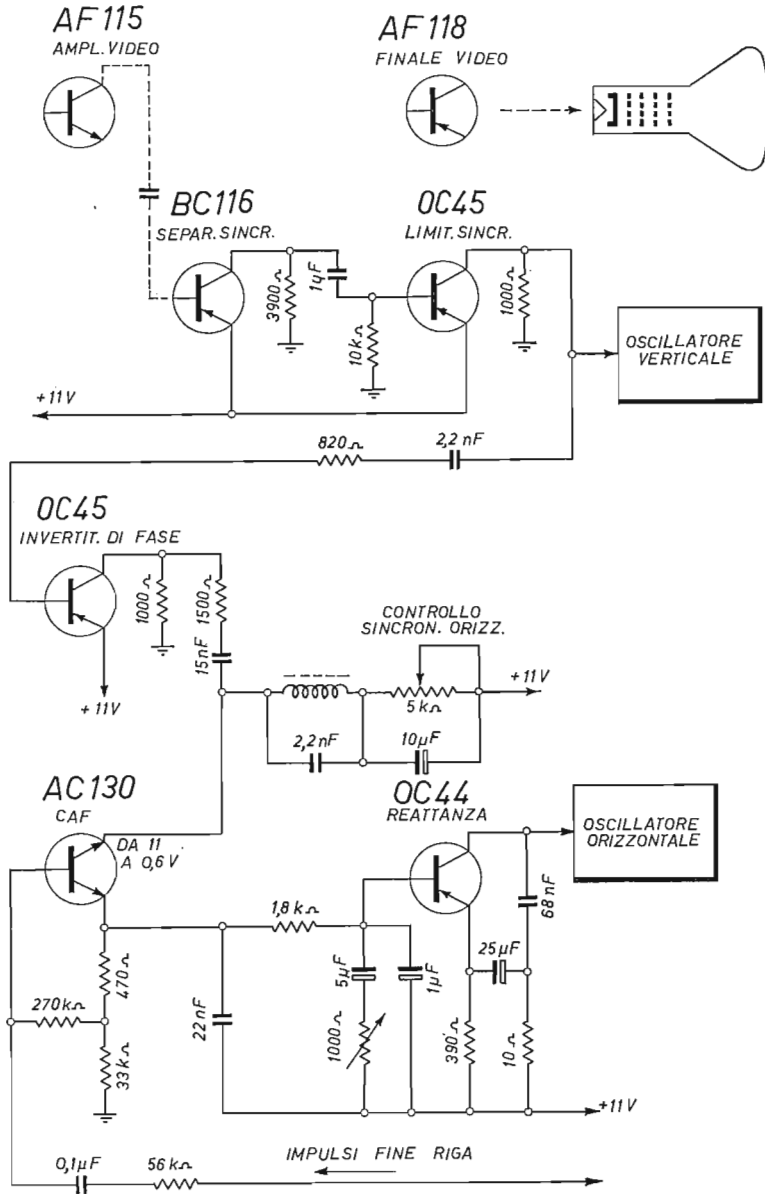 AF115
AMPL. VIDEO
AF118
FINALE VIDEO
BC116
SEPAR. SINCR.
OC45
LIMIT. SINCR.
3900Ω
1µF
10kΩ
1000Ω
OSCILLATORE
VERTICALE
+11V
820Ω
2,2 nF
OC45
INVERTIT. DI FASE
1000Ω
1500Ω
15nF
+11V
CONTROLLO
SINCRON. ORIZZ.
5kΩ
+11V
2,2nF
10µF
AC130
CAF
DA 11
A 0,6V
OC44
REATTANZA
OSCILLATORE
ORIZZONTALE
68nF
1,8kΩ
25µF
470Ω
270kΩ
33kΩ
22nF
5µF
1µF
1000Ω
390Ω
10Ω
+11V
0,1µF
56kΩ
IMPULSI FINE RIGA